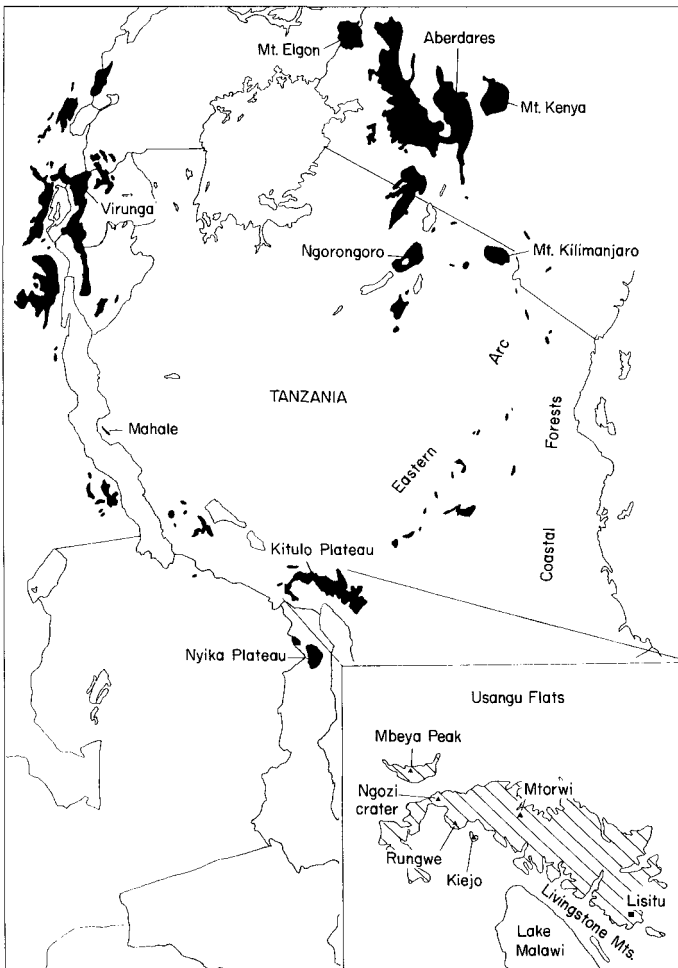 Mt. Elgon
Aberdares
Mt. Kenya
Virunga
Ngorongoro
Mt. Kilimanjaro
Arc
TANZANIA
Mahale
Forests
Eastern
Coastal
Kitulo Plateau
Nyika Plateau
Usangu Flats
Mbeya Peak
Ngozi
crater
Mtorwi
Rungwe
Kiejo
Livingstone Mts.
Lisitu
Lake
Malawi